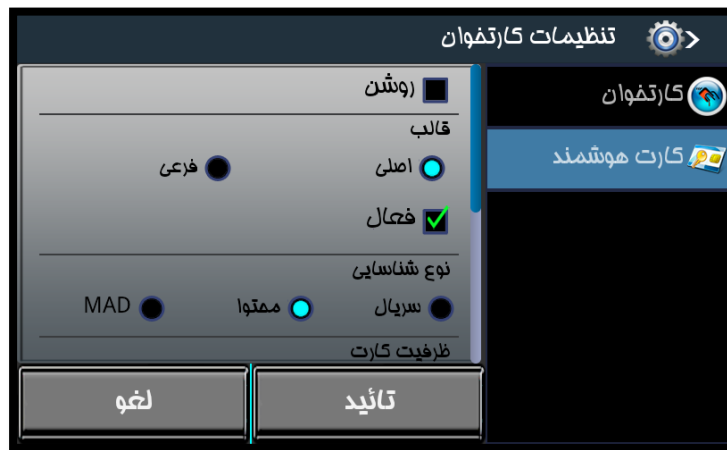 تنظیمات کارتخوان
کارتخوان
کارت هوشمند
روشن
قالب
اصلی فرعی
فعال
نوع شناسایی
سریال محتوا MAD
ظرفیت کارت
تائید لغو